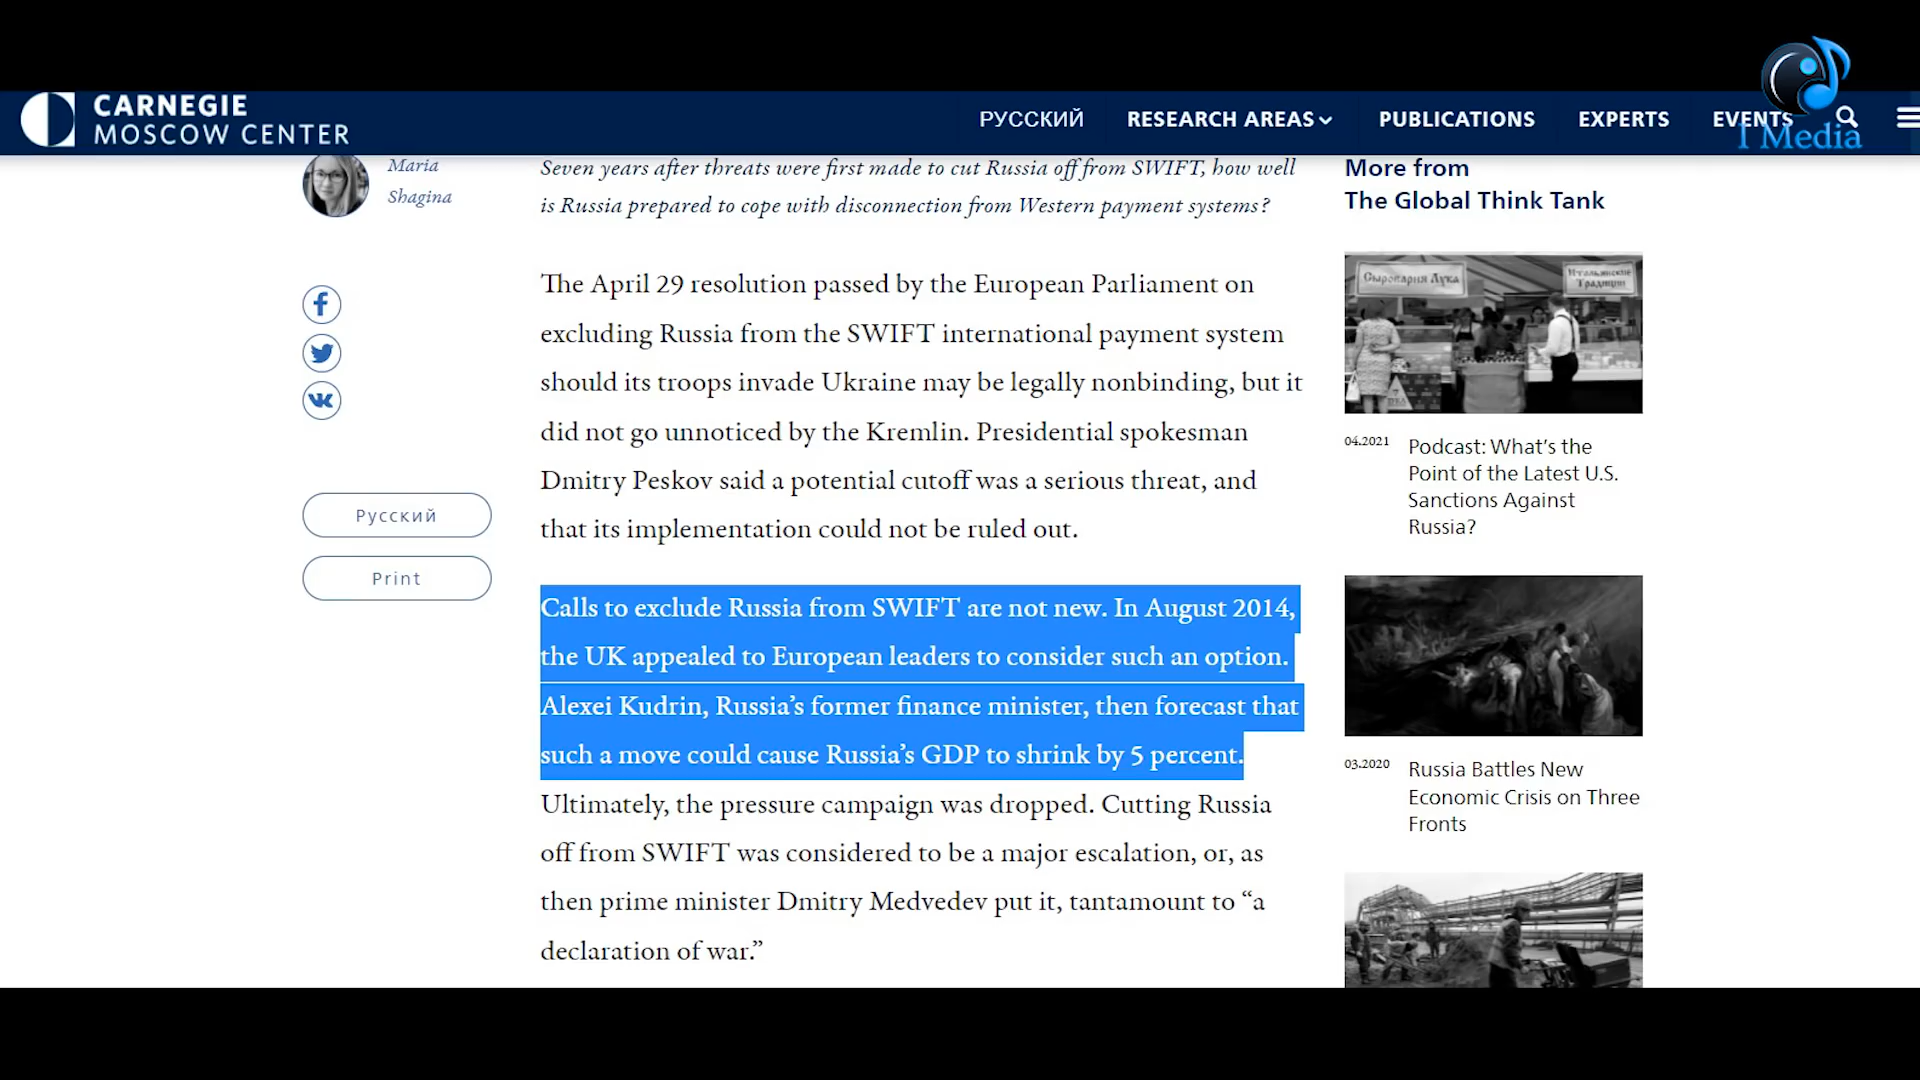 CARNEGIE
MOSCOW CENTER
РУССКИЙ
RESEARCH AREAS
PUBLICATIONS
EXPERTS
EVENTS
1 Media
Maria
Shagina
Русский
Print
Seven years after threats were first made to cut Russia off from SWIFT, how well
is Russia prepared to cope with disconnection from Western payment systems?
The April 29 resolution passed by the European Parliament on
excluding Russia from the SWIFT international payment system
should its troops invade Ukraine may be legally nonbinding, but it
did not go unnoticed by the Kremlin. Presidential spokesman
Dmitry Peskov said a potential cutoff was a serious threat, and
that its implementation could not be ruled out.
Calls to exclude Russia from SWIFT are not new. In August 2014,
the UK appealed to European leaders to consider such an option.
Alexei Kudrin, Russia’s former finance minister, then forecast that
such a move could cause Russia’s GDP to shrink by 5 percent.
Ultimately, the pressure campaign was dropped. Cutting Russia
off from SWIFT was considered to be a major escalation, or, as
then prime minister Dmitry Medvedev put it, tantamount to “a
declaration of war.”
More from
The Global Think Tank
Сыроварня Лука
Итальянские
Традиции
04.2021
Podcast: What’s the
Point of the Latest U.S.
Sanctions Against
Russia?
03.2020
Russia Battles New
Economic Crisis on Three
Fronts